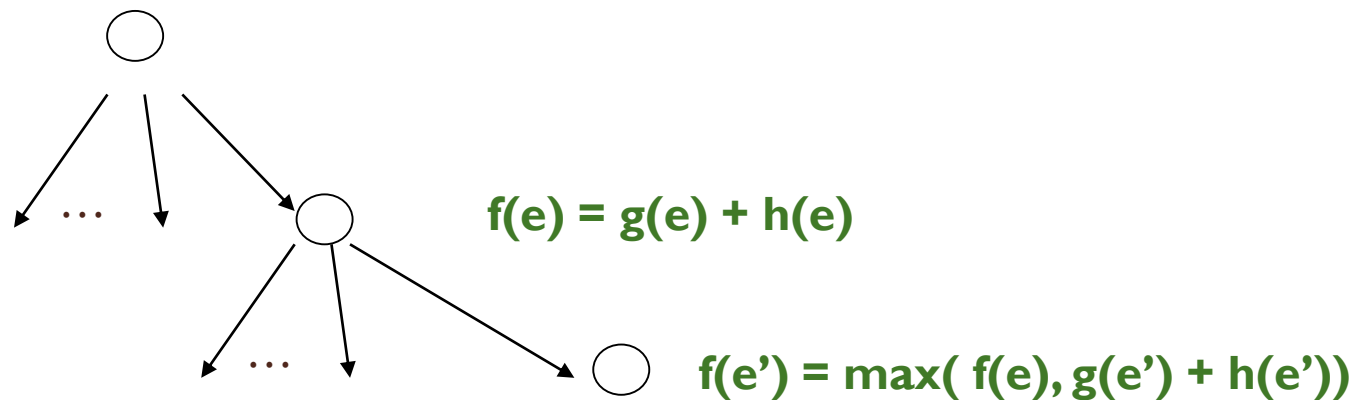 ...
f(e) = g(e) + h(e)
...
f(e’) = max( f(e), g(e’) + h(e’))